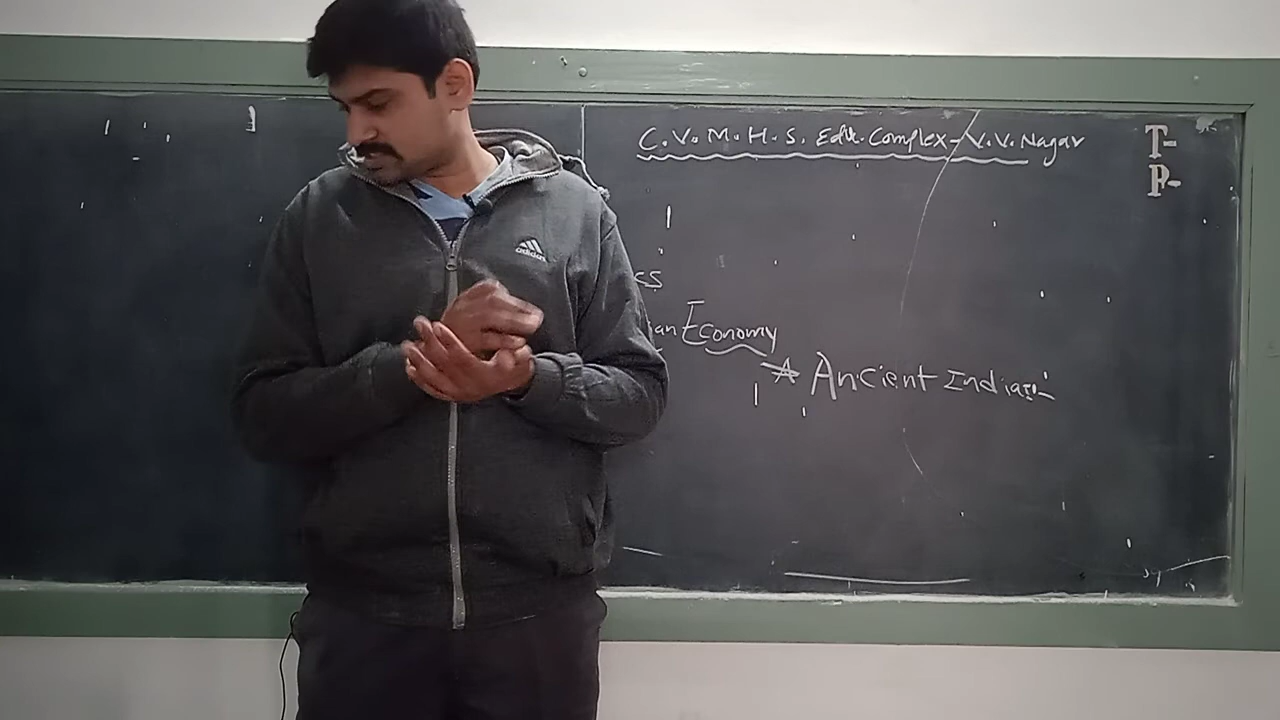 C.V.M.H.S. Edu. Complex - V.V. Nagar
T-
P-
adidas
cs
ian Economy
Ancient Indian